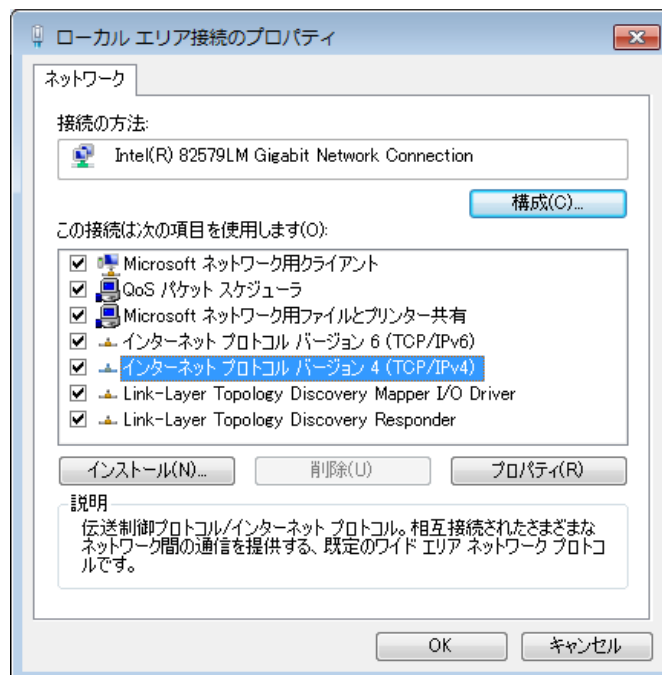 ローカル エリア接続のプロパティ
ネットワーク
接続の方法:
Intel(R) 82579LM Gigabit Network Connection
構成(C)...
この接続は次の項目を使用します(O):
Microsoft ネットワーク用クライアント
QoS パケット スケジューラ
Microsoft ネットワーク用ファイルとプリンター共有
インターネット プロトコル バージョン 6 (TCP/IPv6)
インターネット プロトコル バージョン 4 (TCP/IPv4)
Link-Layer Topology Discovery Mapper I/O Driver
Link-Layer Topology Discovery Responder
インストール(N)... 削除(U) プロパティ(R)
説明
伝送制御プロトコル/インターネット プロトコル。相互接続されたさまざまな
ネットワーク間の通信を提供する、既定のワイド エリア ネットワーク プロトコ
ルです。
OK キャンセル